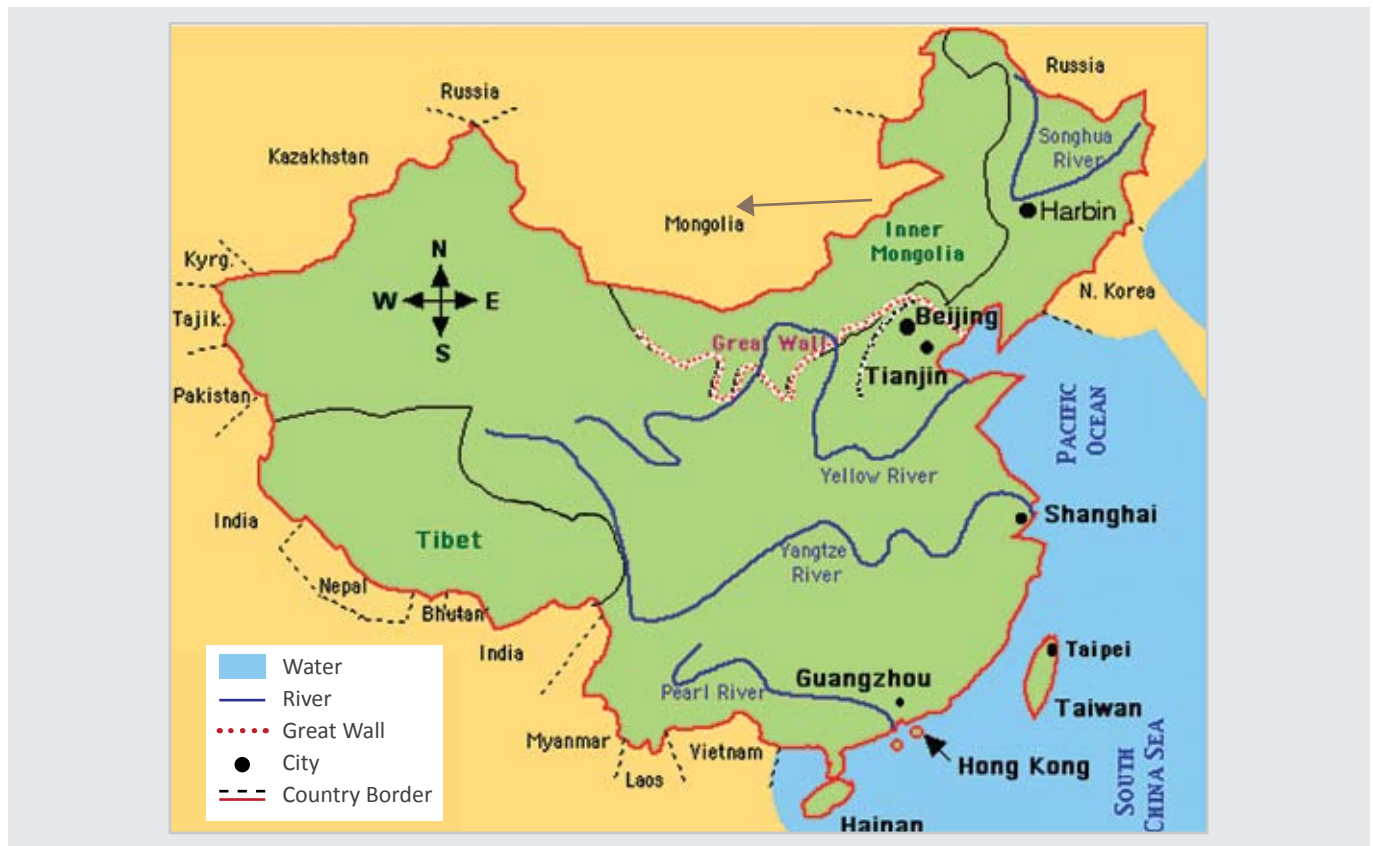 Russia
Russia
Kazakhstan
Songhua
River
Mongolia
Harbin
Inner
Mongolia
Kyrg.
N
W E
S
N. Korea
Tajik.
Beijing
Great Wall
Tianjin
Pakistan
PACIFIC
OCEAN
Yellow River
India
Shanghai
Tibet
Yangtze
River
Nepal
Bhutan
India
Taipei
Guangzhou
Pearl River
Taiwan
Myanmar
Vietnam
Laos
Hong Kong
SOUTH
CHINA SEA
Hainan
Water
River
Great Wall
City
Country Border